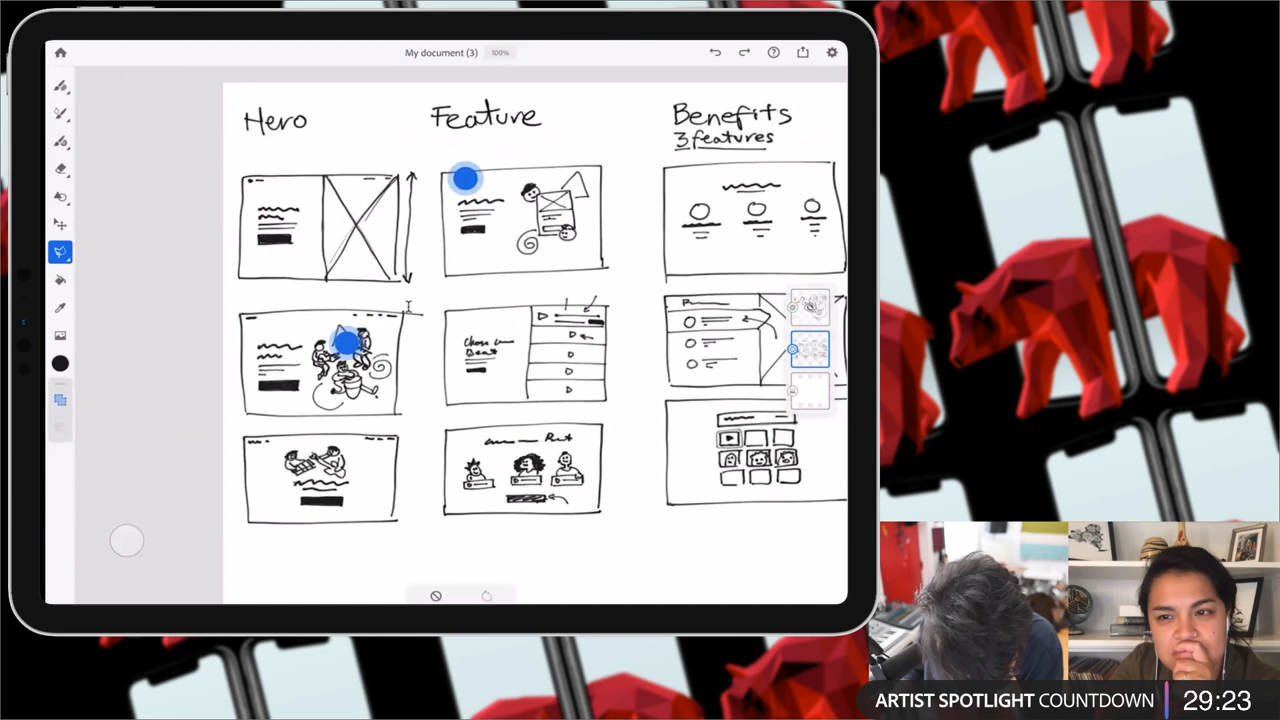 My document (3)
100%
Hero
Feature
Benefits
3 features
ARTIST SPOTLIGHT COUNTDOWN
29:23